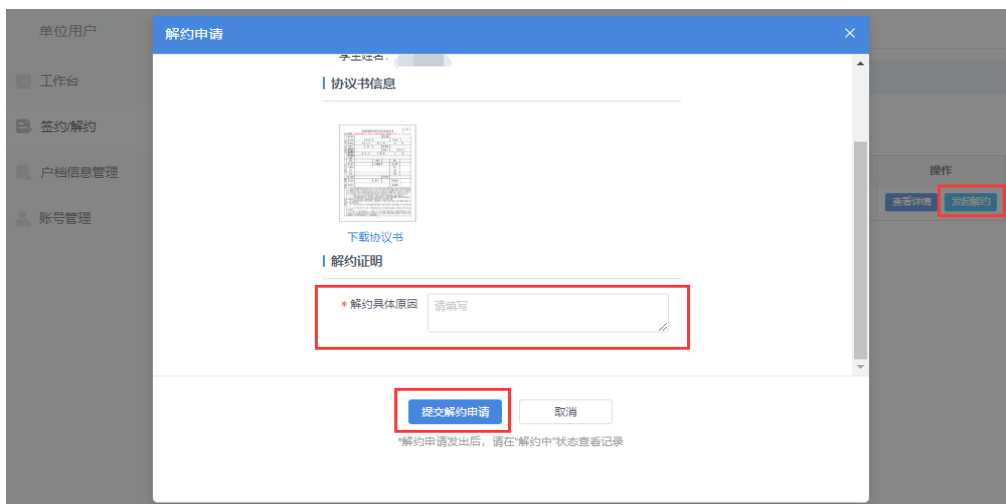 单位用户
解约申请
学生姓名：
工作台
协议书信息
签约/解约
户档信息管理
操作
查看详情 发起解约
账号管理
下载协议书
解约证明
*解约具体原因 请填写
提交解约申请 取消
*解约申请发出后，请在“解约中”状态查看记录